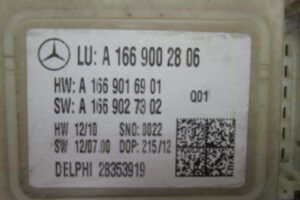 LU: A 166 900 28 06
HW: A 166 901 69 01
SW: A 166 902 73 02
Q01
HW 12/10 SNO: 0022
SW 12/07.00 DOP: 215/12
DELPHI 28353919